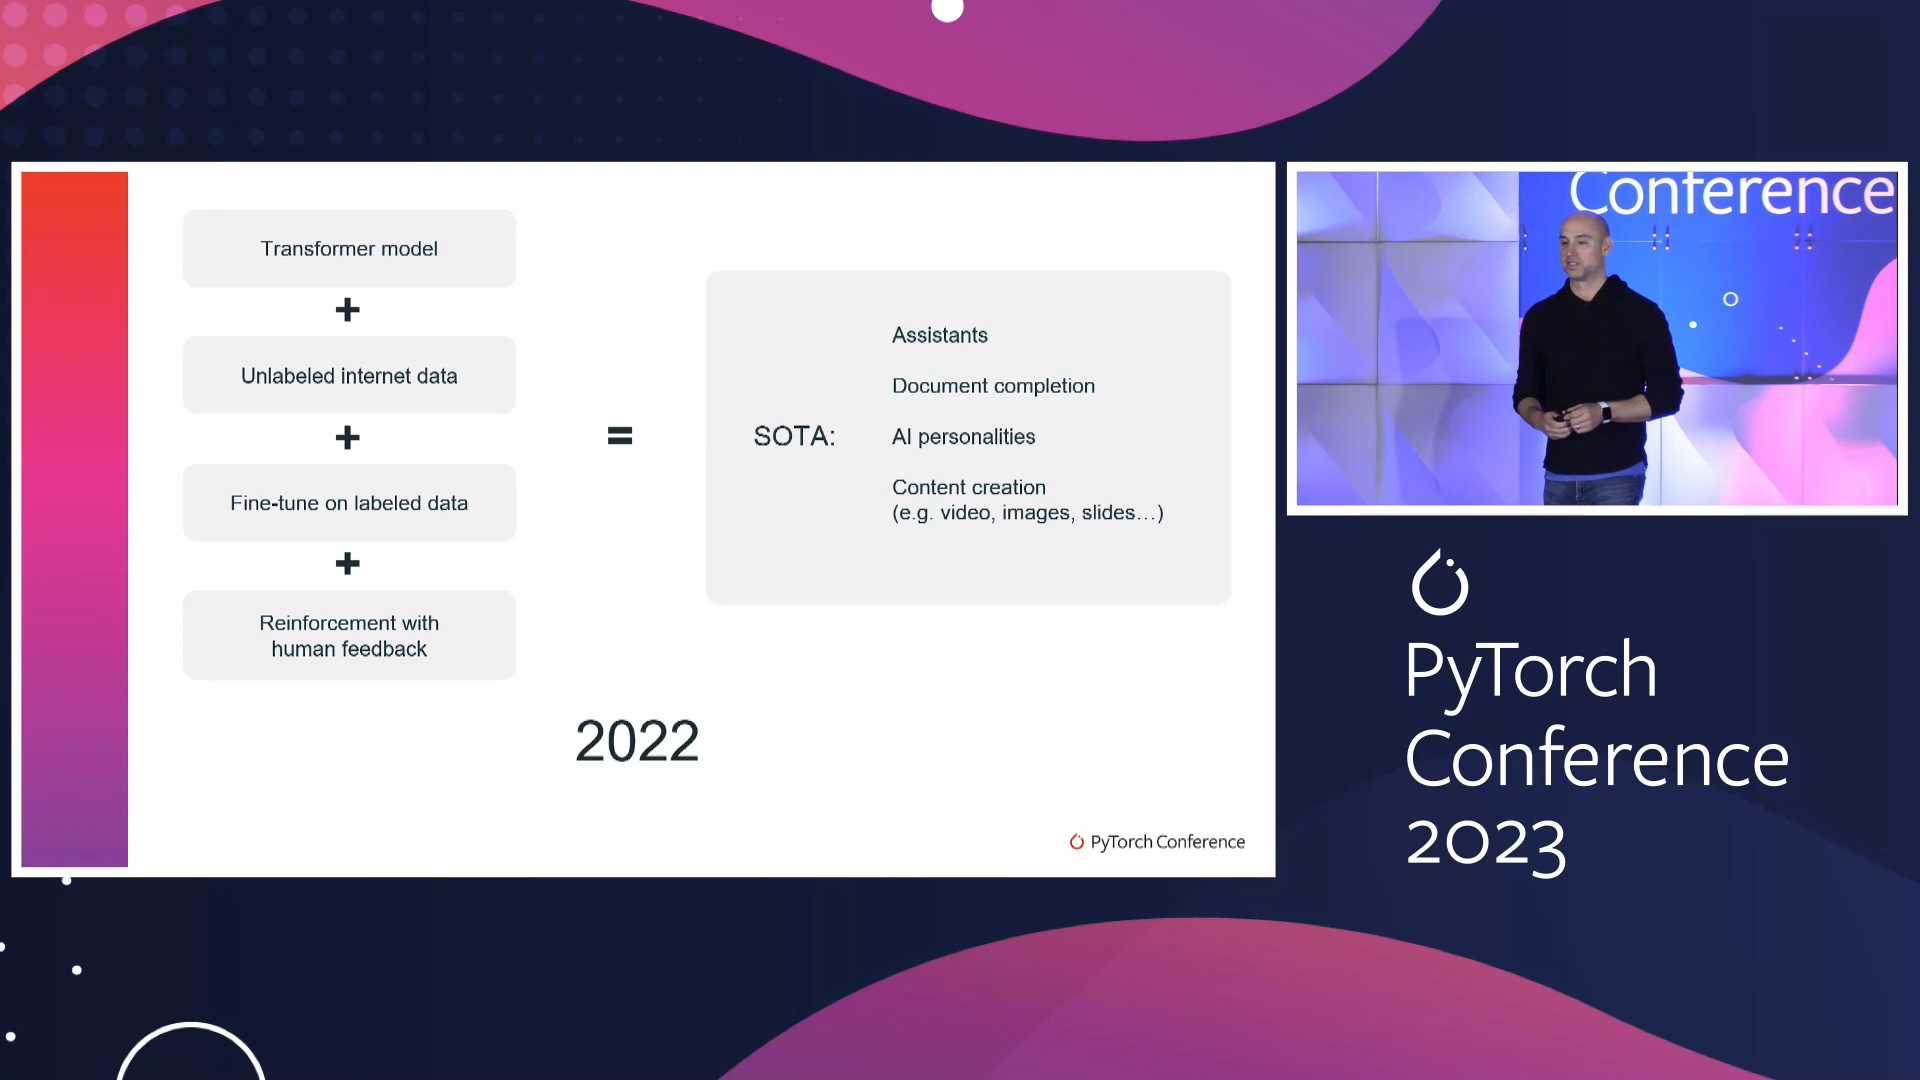 Transformer model
+
Unlabeled internet data
+
Fine-tune on labeled data
+
Reinforcement with
human feedback
=
SOTA:
Assistants
Document completion
AI personalities
Content creation
(e.g. video, images, slides...)
2022
PyTorch Conference
Conference
PyTorch
Conference
2023